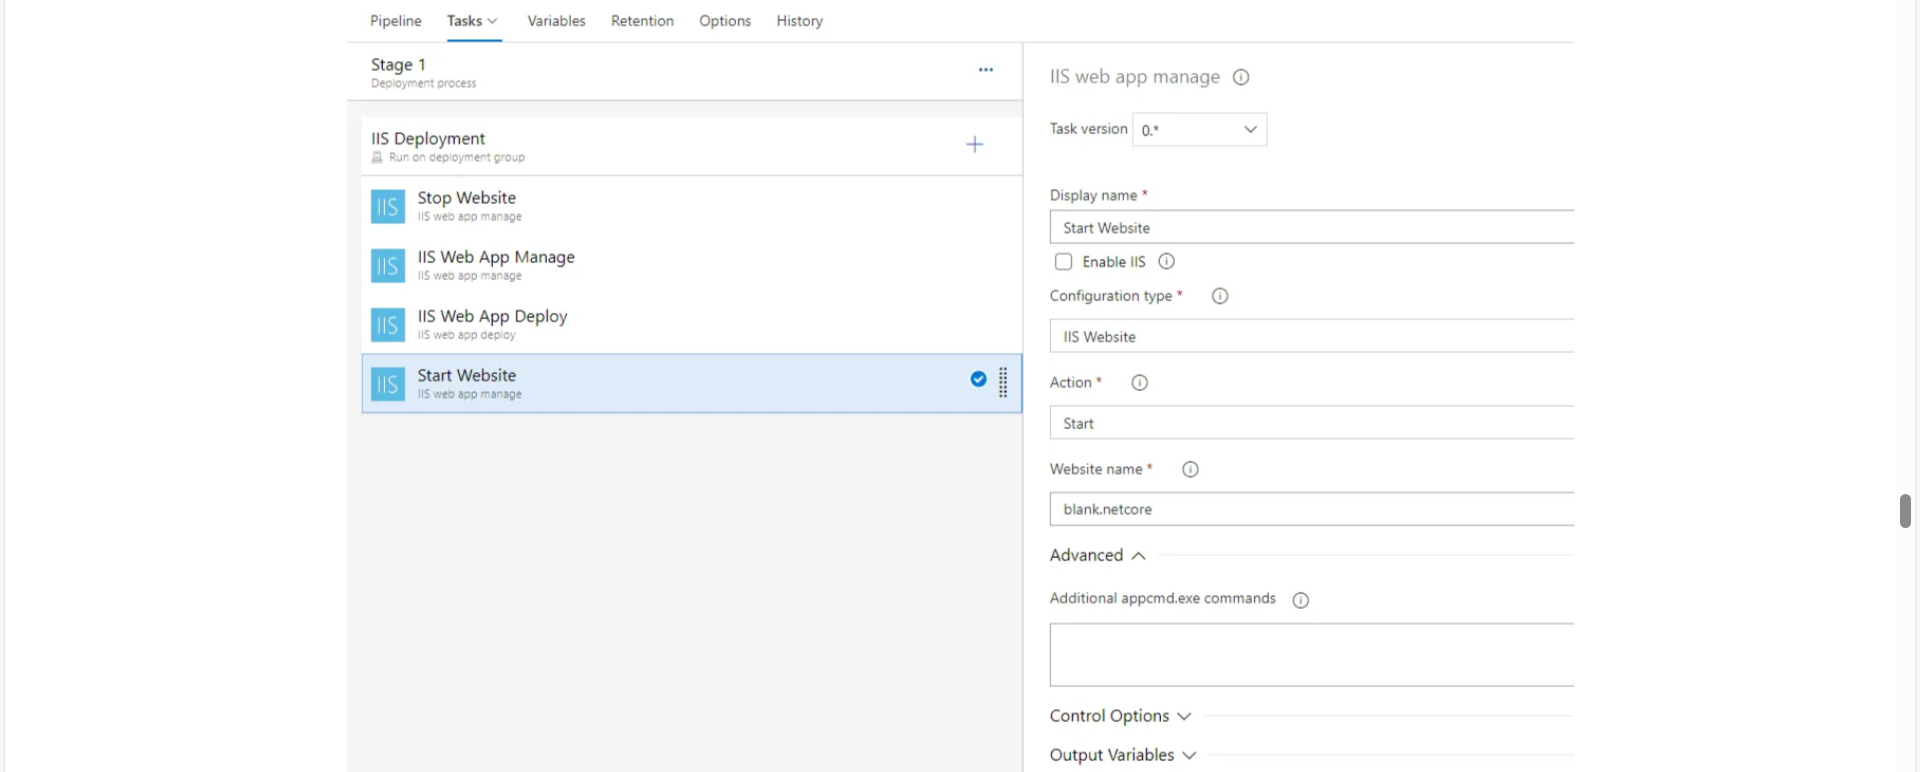 Pipeline Tasks Variables Retention Options History
Stage 1
Deployment process
IIS Deployment
Run on deployment group
IIS Stop Website
IIS web app manage
IIS IIS Web App Manage
IIS web app manage
IIS IIS Web App Deploy
IIS web app deploy
IIS Start Website
IIS web app manage
IIS web app manage
Task version 0.*
Display name *
Start Website
Enable IIS
Configuration type *
IIS Website
Action *
Start
Website name *
blank.netcore
Advanced
Additional appcmd.exe commands
Control Options
Output Variables